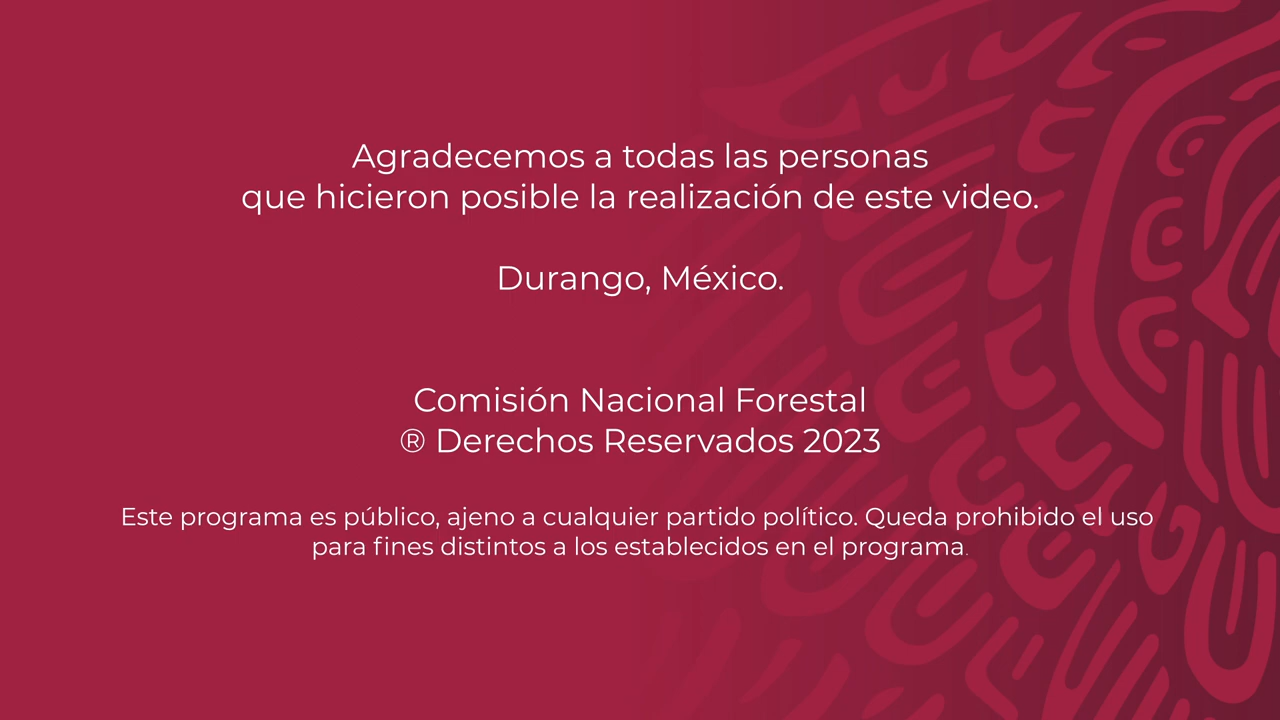 Agradecemos a todas las personas
que hicieron posible la realización de este video.
Durango, México.
Comisión Nacional Forestal
® Derechos Reservados 2023
Este programa es público, ajeno a cualquier partido político. Queda prohibido el uso
para fines distintos a los establecidos en el programa.